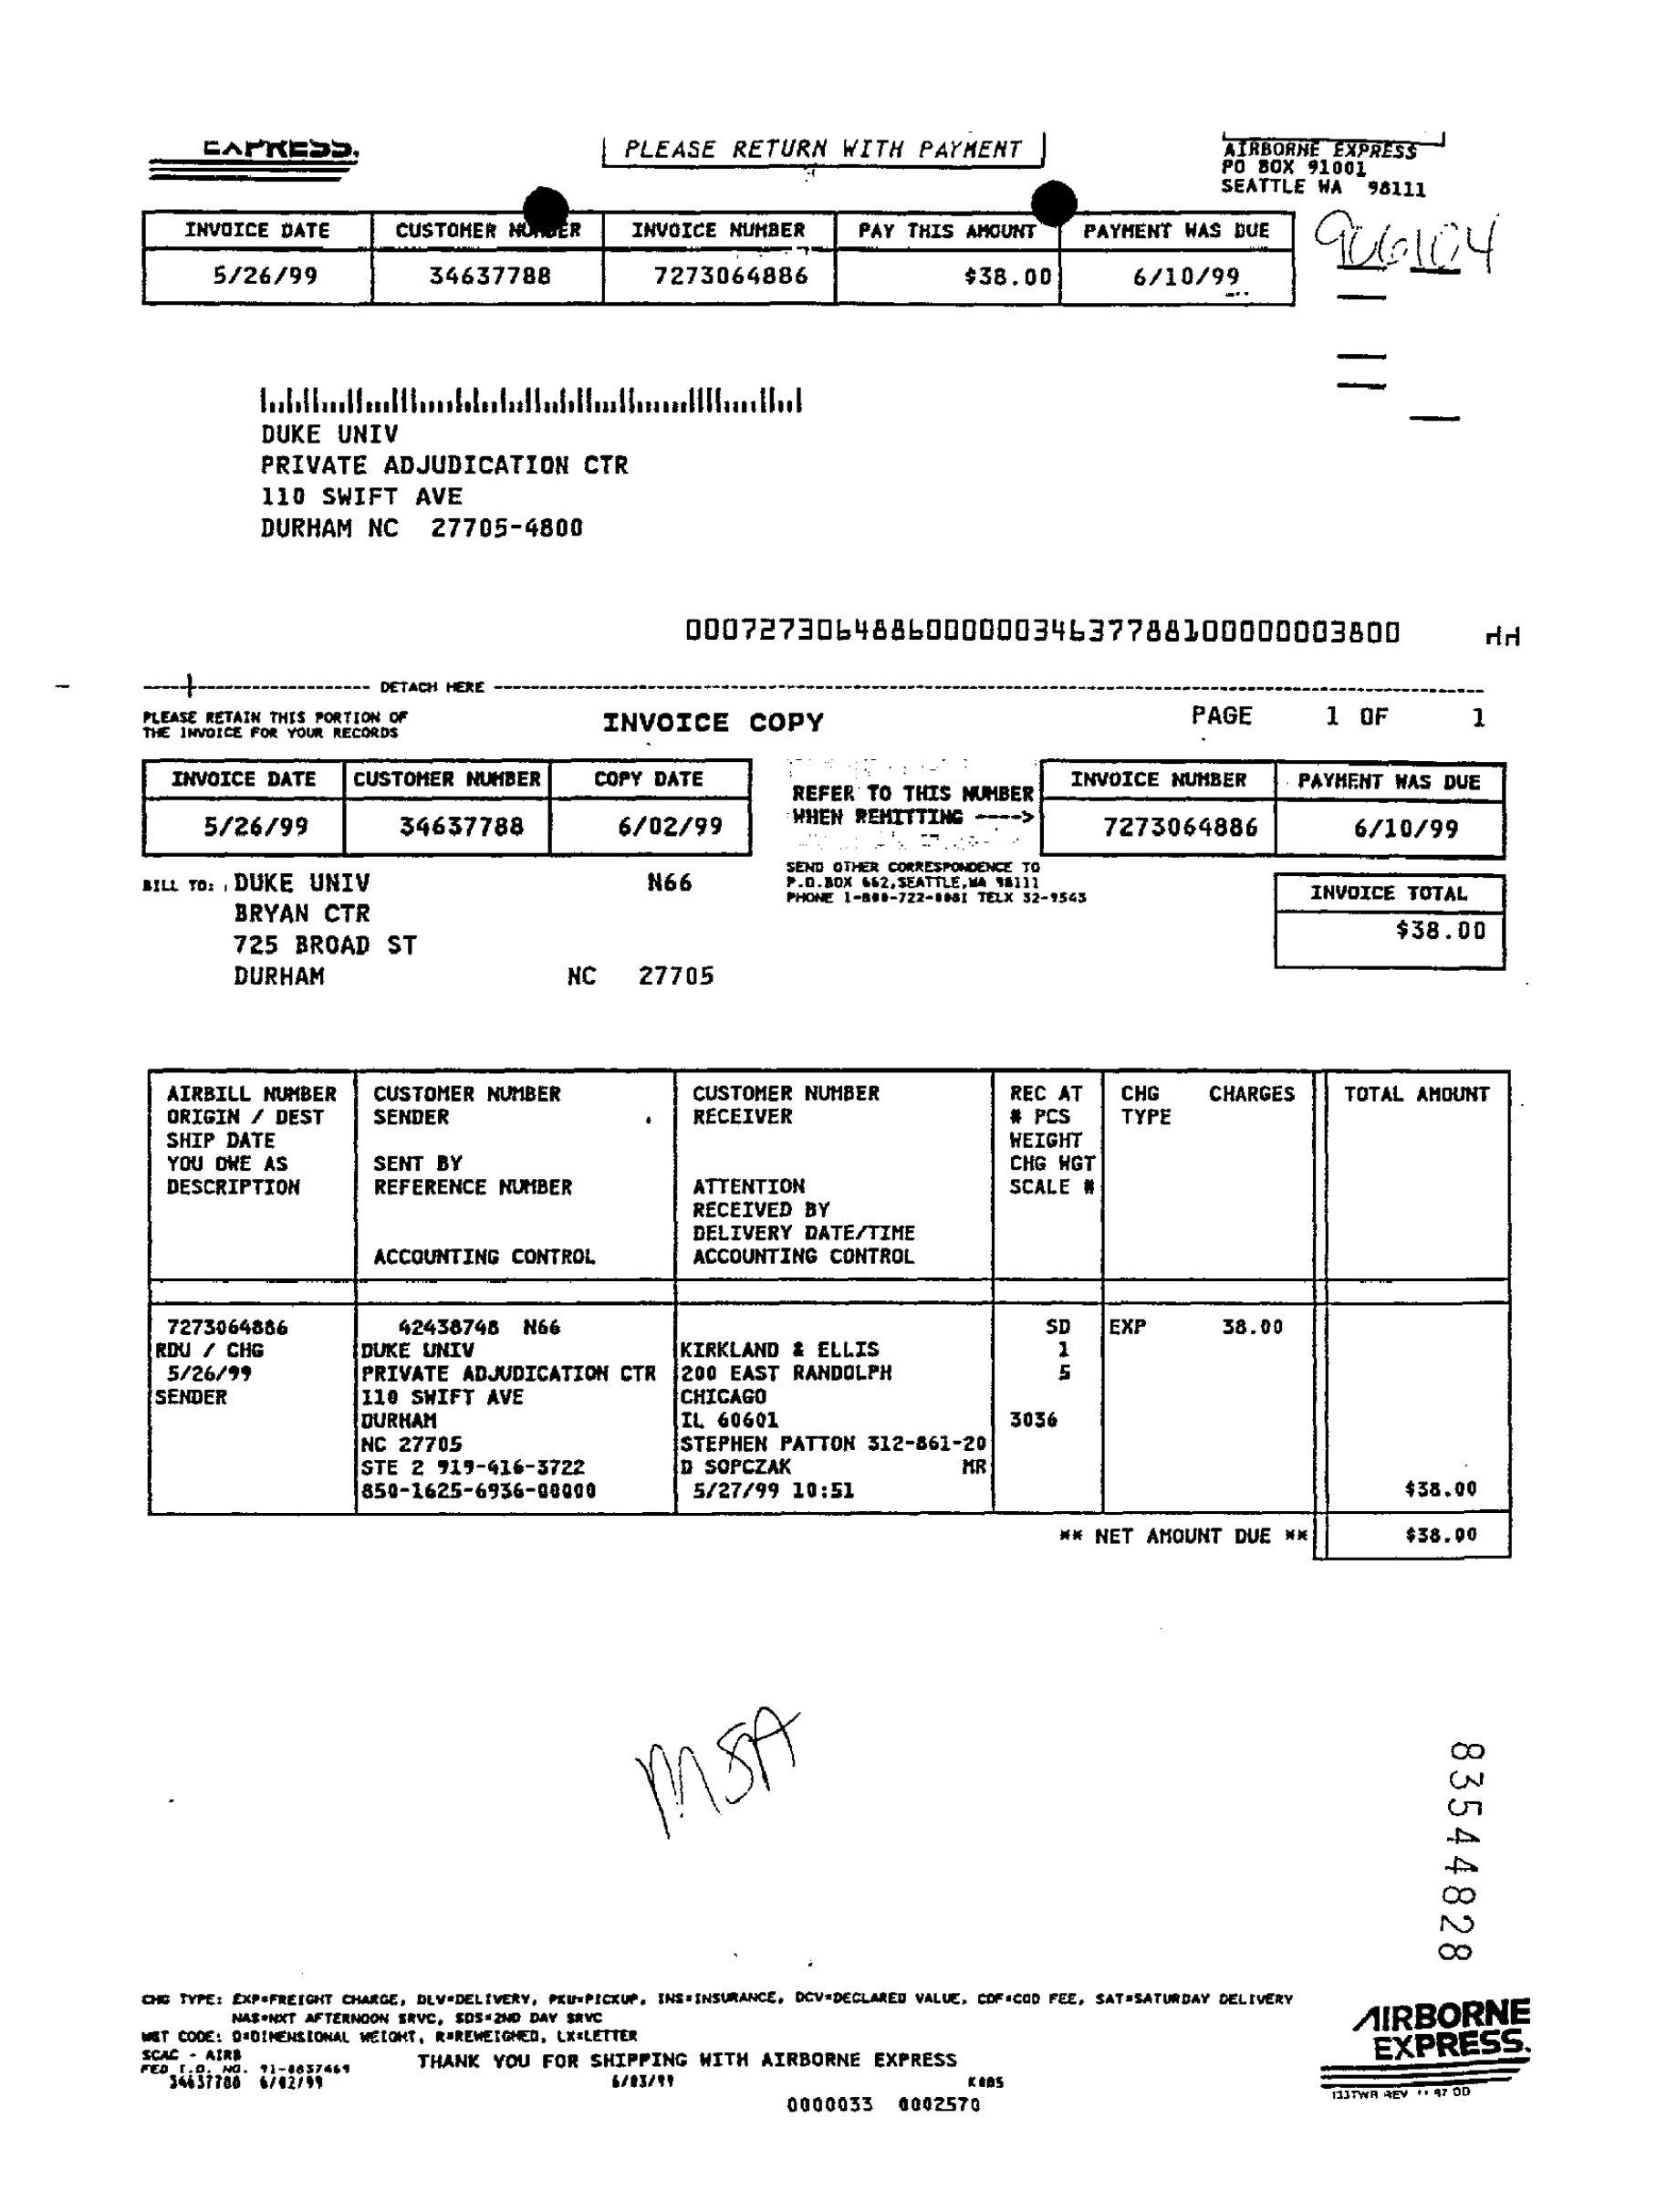 EXPRESS.
PLEASE RETURN WITH PAYMENT
AIRBORNE EXPRESS
PO BOX 91001
SEATTLE WA 98111
INVOICE DATE CUSTOMER NUMBER INVOICE NUMBER PAY THIS AMOUNT PAYMENT WAS DUE
5/26/99 34637788 7273064886 $38.00 6/10/99
906104
DUKE UNIV
PRIVATE ADJUDICATION CTR
110 SWIFT AVE
DURHAM NC 27705-4800
000727306488600000034637788100000003800
DETACH HERE
PLEASE RETAIN THIS PORTION OF
THE INVOICE FOR YOUR RECORDS
INVOICE COPY
PAGE 1 OF 1
INVOICE DATE CUSTOMER NUMBER COPY DATE
5/26/99 34637788 6/02/99
REFER TO THIS NUMBER
WHEN REMITTING ---->
INVOICE NUMBER PAYMENT WAS DUE
7273064886 6/10/99
SEND OTHER CORRESPONDENCE TO
P.O.BOX 662,SEATTLE,WA 98111
PHONE TELX 32-9543
BILL TO: DUKE UNIV N66
BRYAN CTR
725 BROAD ST
DURHAM NC 27705
INVOICE TOTAL
$38.00
AIRBILL NUMBER CUSTOMER NUMBER CUSTOMER NUMBER REC AT CHG CHARGES TOTAL AMOUNT
ORIGIN / DEST SENDER RECEIVER # PCS TYPE
SHIP DATE WEIGHT
YOU OWE AS SENT BY CHG WGT
DESCRIPTION REFERENCE NUMBER ATTENTION SCALE #
RECEIVED BY
DELIVERY DATE/TIME
ACCOUNTING CONTROL ACCOUNTING CONTROL
7273064886 42438748 N66 SD EXP 38.00
RDU / CHG DUKE UNIV KIRKLAND & ELLIS 1
5/26/99 PRIVATE ADJUDICATION CTR 200 EAST RANDOLPH 5
SENDER 110 SWIFT AVE CHICAGO
DURHAM IL 60601 3036
NC 27705 STEPHEN PATTON 312-861-20
STE 2 919-416-3722 D SOPCZAK MR
850-1625-6936-00000 5/27/99 10:51 $38.00
** NET AMOUNT DUE ** $38.00
MSA
83544828
CHG TYPE: EXP=FREIGHT CHARGE, DLV=DELIVERY, PKU=PICKUP, INS=INSURANCE, DCV=DECLARED VALUE, CDF=COD FEE, SAT=SATURDAY DELIVERY
NAS=NXT AFTERNOON SRVC, SDS=2ND DAY SRVC
WGT CODE: D=DIMENSIONAL WEIGHT, R=REWEIGHED, LX=LETTER
SCAC - AIRB
FED I.D. NO. THANK YOU FOR SHIPPING WITH AIRBORNE EXPRESS
34637788 6/02/99 6/03/99
0000033 0002570
AIRBORNE
EXPRESS.